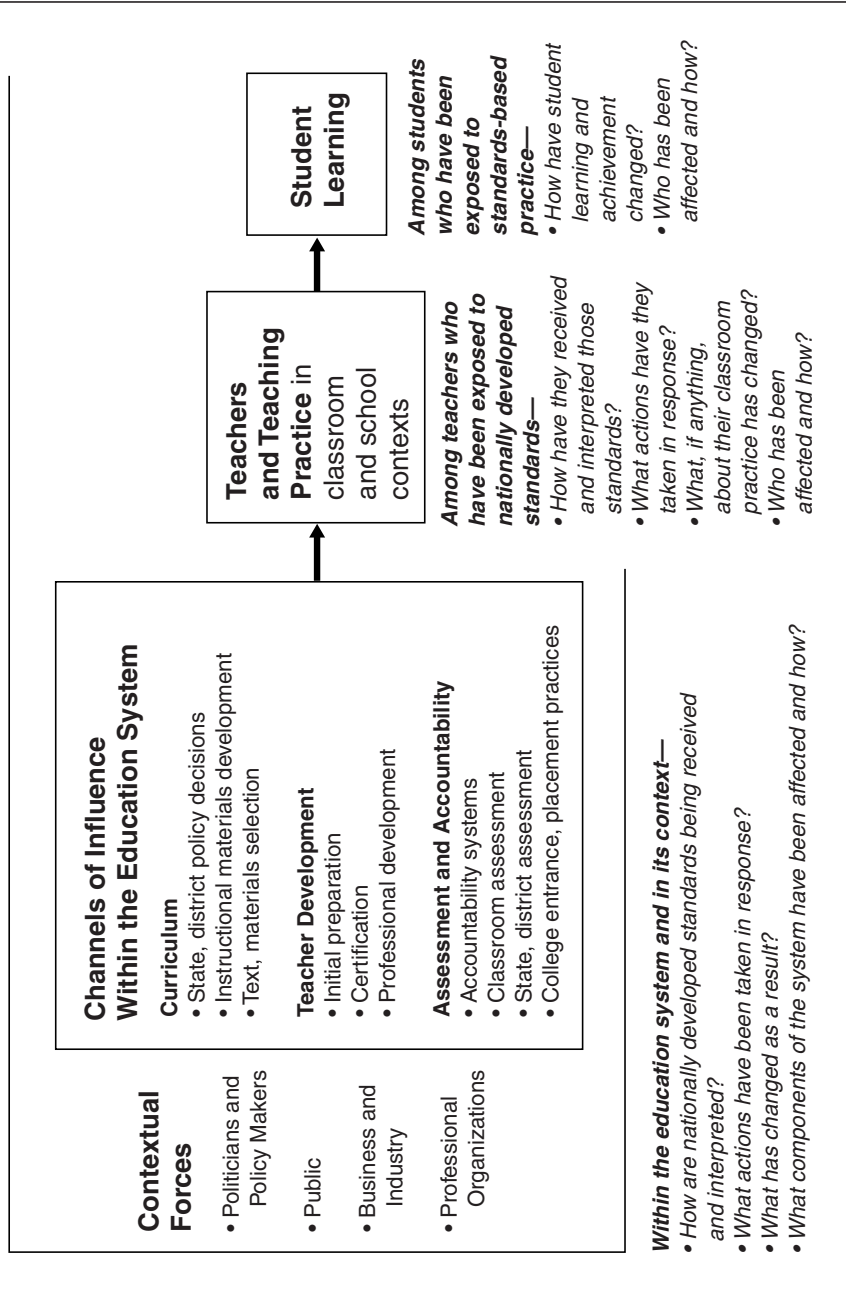 Contextual
Forces
• Politicians and
Policy Makers
• Public
• Business and
Industry
• Professional
Organizations
Channels of Influence
Within the Education System
Curriculum
• State, district policy decisions
• Instructional materials development
• Text, materials selection
Teacher Development
• Initial preparation
• Certification
• Professional development
Assessment and Accountability
• Accountability systems
• Classroom assessment
• State, district assessment
• College entrance, placement practices
Within the education system and in its context—
• How are nationally developed standards being received
and interpreted?
• What actions have been taken in response?
• What has changed as a result?
• What components of the system have been affected and how?
Teachers
and Teaching
Practice in
classroom
and school
contexts
Among teachers who
have been exposed to
nationally developed
standards—
• How have they received
and interpreted those
standards?
• What actions have they
taken in response?
• What, if anything,
about their classroom
practice has changed?
• Who has been
affected and how?
Student
Learning
Among students
who have been
exposed to
standards-based
practice—
• How have student
learning and
achievement
changed?
• Who has been
affected and how?